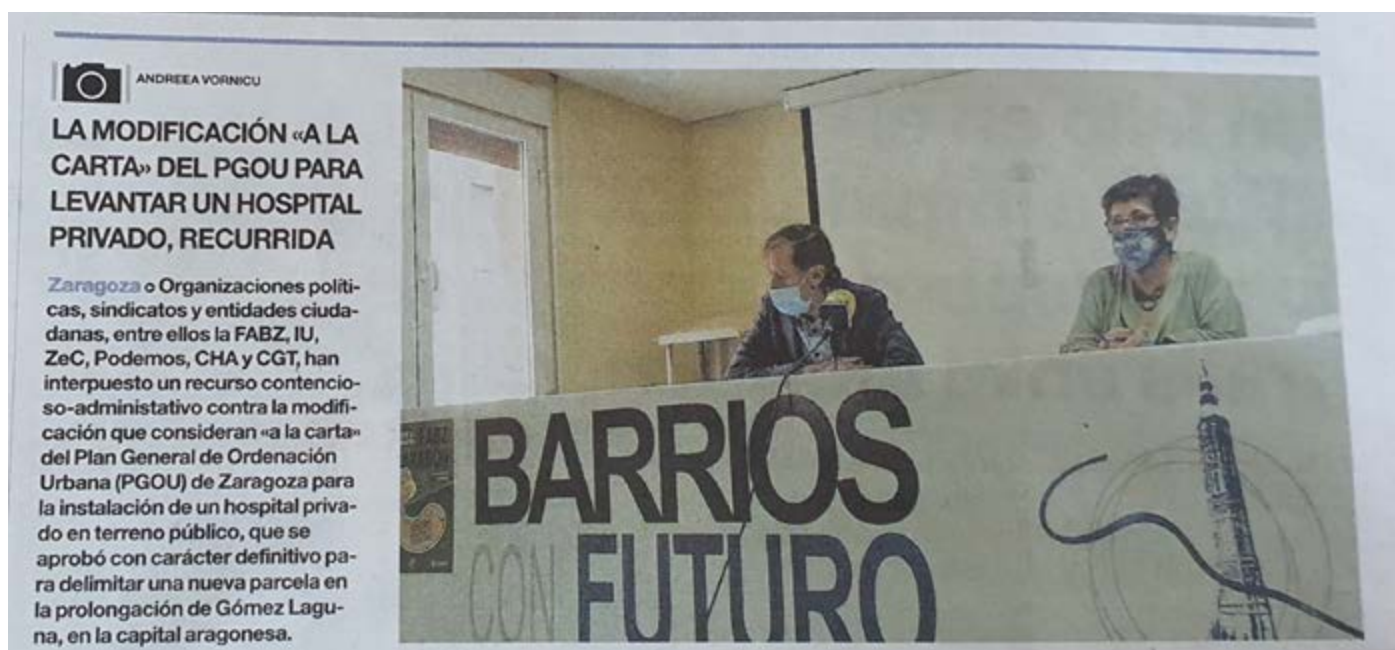 ANDREEA VORNICU
LA MODIFICACIÓN «A LA
CARTA» DEL PGOU PARA
LEVANTAR UN HOSPITAL
PRIVADO, RECURRIDA
Zaragoza o Organizaciones políti-
cas, sindicatos y entidades ciuda-
danas, entre ellos la FABZ, IU,
ZeC, Podemos, CHA y CGT, han
interpuesto un recurso contencio-
so-administativo contra la modifi-
cación que consideran «a la carta»
del Plan General de Ordenación
Urbana (PGOU) de Zaragoza para
la instalación de un hospital priva-
do en terreno público, que se
aprobó con carácter definitivo pa-
ra delimitar una nueva parcela en
la prolongación de Gómez Lagu-
na, en la capital aragonesa.
BARRIOS
CON FUTURO